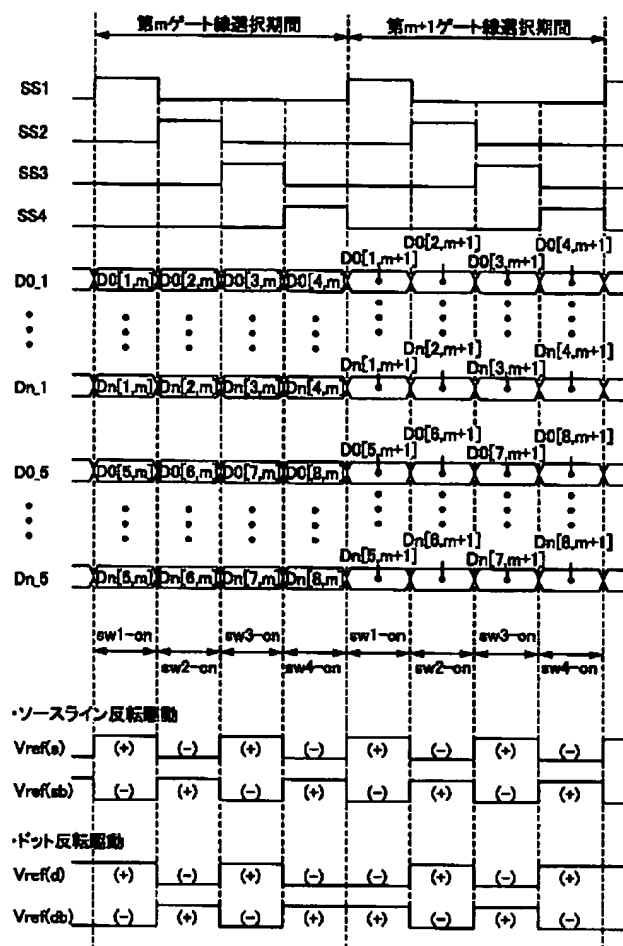 第mゲート線選択期間 第m+1ゲート線選択期間
SS1
SS2
SS3
SS4
D0[2,m+1] D0[4,m+1]
D0[1,m+1] D0[3,m+1]
D0_1 D0[1,m] D0[2,m] D0[3,m] D0[4,m]
Dn[2,m+1] Dn[4,m+1]
Dn[1,m+1] Dn[3,m+1]
Dn_1 Dn[1,m] Dn[2,m] Dn[3,m] Dn[4,m]
D0[6,m+1] D0[8,m+1]
D0[5,m+1] D0[7,m+1]
D0_5 D0[5,m] D0[6,m] D0[7,m] D0[8,m]
Dn[6,m+1] Dn[8,m+1]
Dn[5,m+1] Dn[7,m+1]
Dn_5 Dn[5,m] Dn[6,m] Dn[7,m] Dn[8,m]
sw1-on sw3-on sw1-on sw3-on
sw2-on sw4-on sw2-on sw4-on
・ソースライン反転駆動
Vref(s) (+) (-) (+) (-) (+) (-) (+) (-)
Vref(sb) (-) (+) (-) (+) (-) (+) (-) (+)
・ドット反転駆動
Vref(d) (+) (-) (+) (-) (-) (+) (-) (+)
Vref(db) (-) (+) (-) (+) (+) (-) (+) (-)